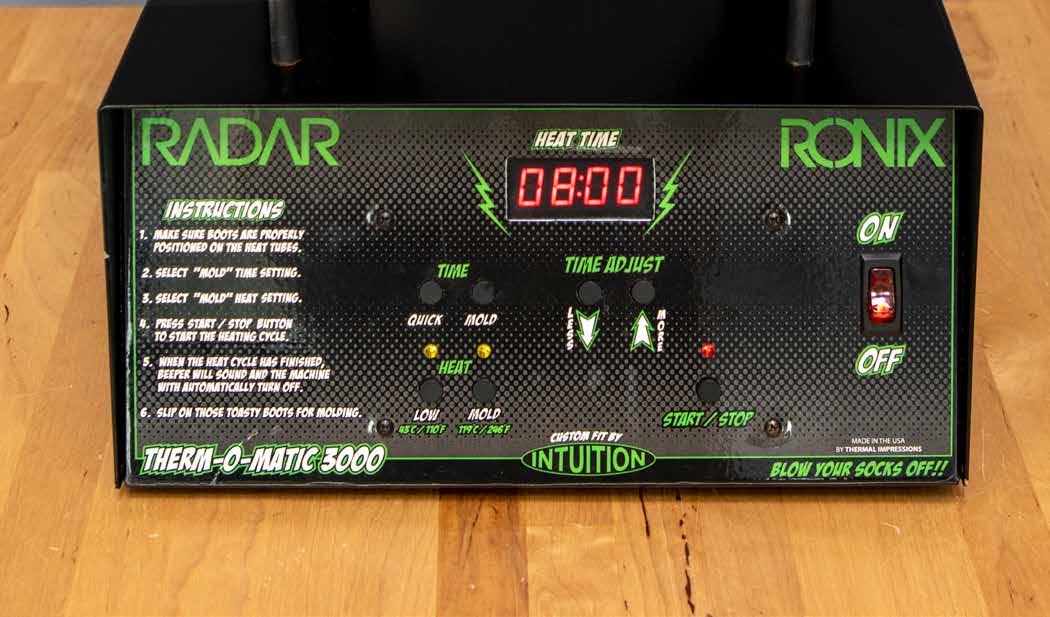 RADAR
HEAT TIME
RONIX
08:00
INSTRUCTIONS
1. MAKE SURE BOOTS ARE PROPERLY
POSITIONED ON THE HEAT TUBES.
2. SELECT "MOLD" TIME SETTING.
3. SELECT "MOLD" HEAT SETTING.
4. PRESS START / STOP BUTTON
TO START THE HEATING CYCLE.
5. WHEN THE HEAT CYCLE HAS FINISHED,
BEEPER WILL SOUND AND THE MACHINE
WITH AUTOMATICALLY TURN OFF.
6. SLIP ON THOSE TOASTY BOOTS FOR MOLDING.
THERM-O-MATIC 3000
TIME
QUICK MOLD
HEAT
LOW MOLD
43°C / 110°F 119°C / 246°F
TIME ADJUST
LESS
MORE
START / STOP
CUSTOM FIT BY
INTUITION
ON
OFF
MADE IN THE USA
BY THERMAL IMPRESSIONS
BLOW YOUR SOCKS OFF!!